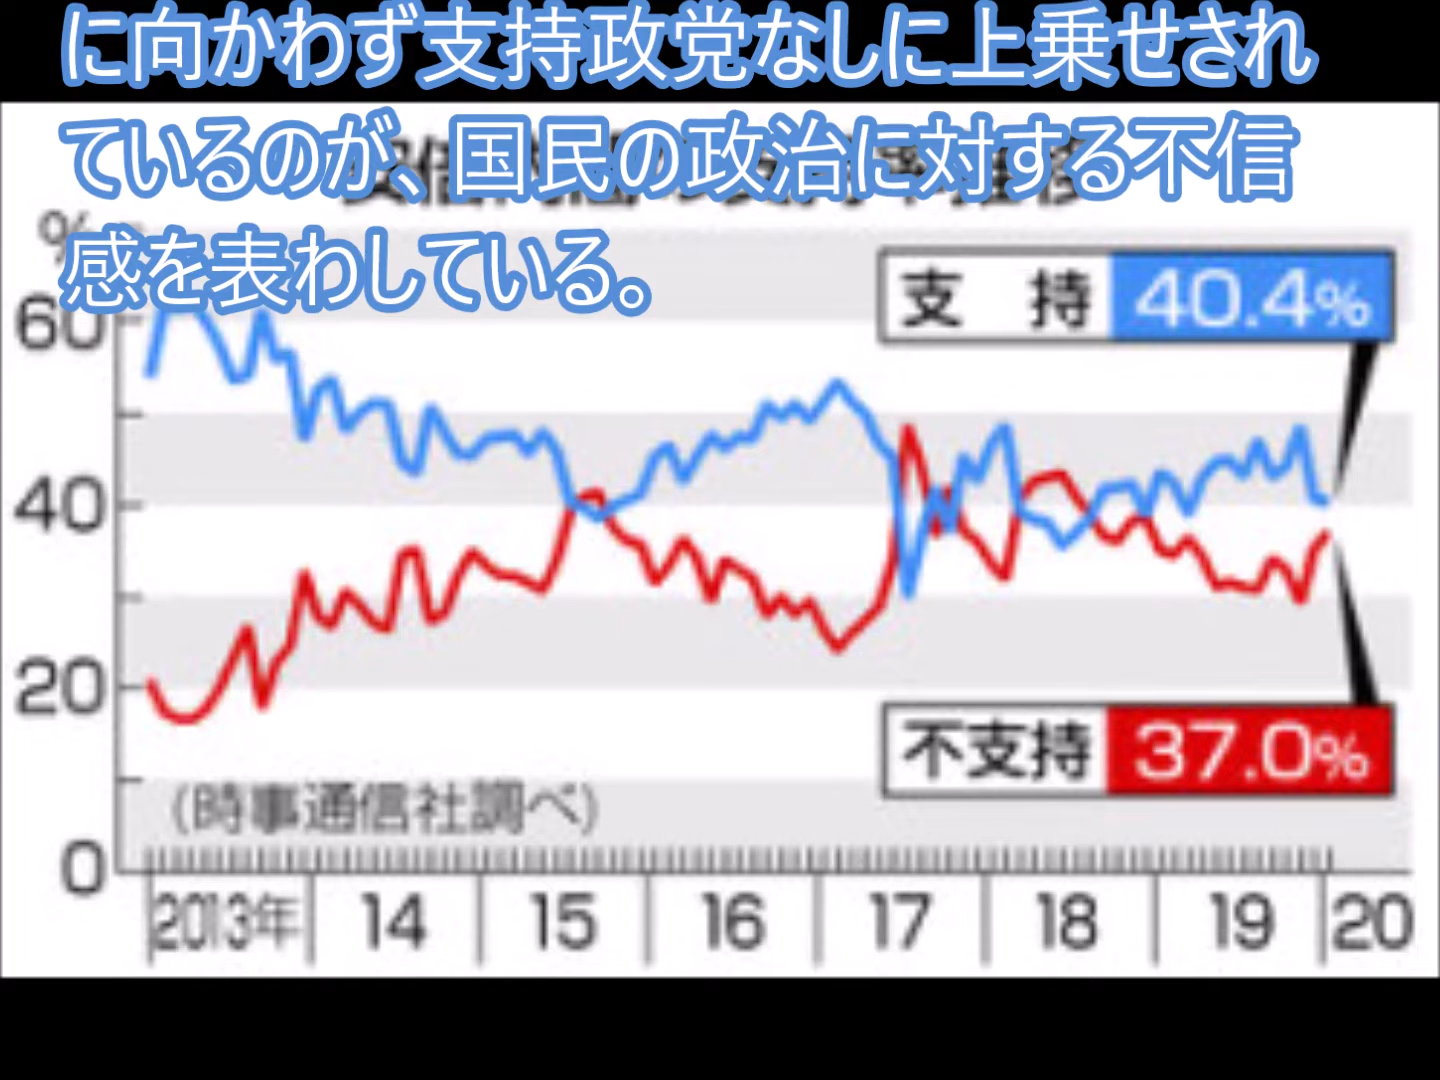 に向かわず支持政党なしに上乗せされ
ているのが、国民の政治に対する不信
感を表わしている。
%
60
40
20
0
支 持 40.4%
不支持 37.0%
(時事通信社調べ)
2013年 14 15 16 17 18 19 20